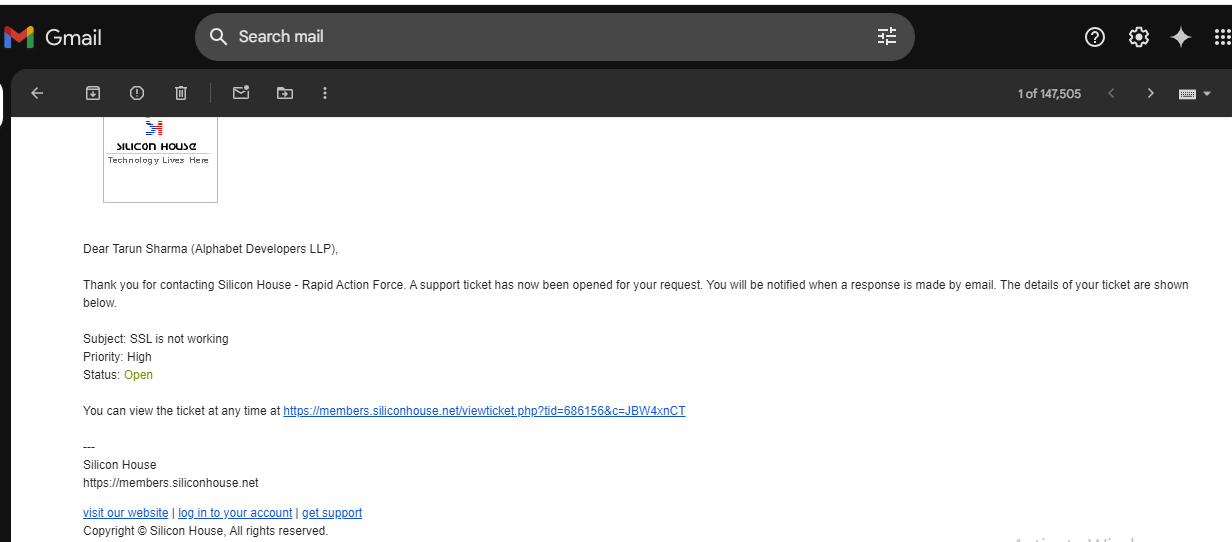 Gmail
Search mail
1 of 147,505
SILICON HOUSE
Technology Lives Here
Dear Tarun Sharma (Alphabet Developers LLP),
Thank you for contacting Silicon House - Rapid Action Force. A support ticket has now been opened for your request. You will be notified when a response is made by email. The details of your ticket are shown
below.
Subject: SSL is not working
Priority: High
Status: Open
You can view the ticket at any time at https://members.siliconhouse.net/viewticket.php?tid=686156&c=JBW4xnCT
---
Silicon House
https://members.siliconhouse.net
visit our website | log in to your account | get support
Copyright © Silicon House, All rights reserved.